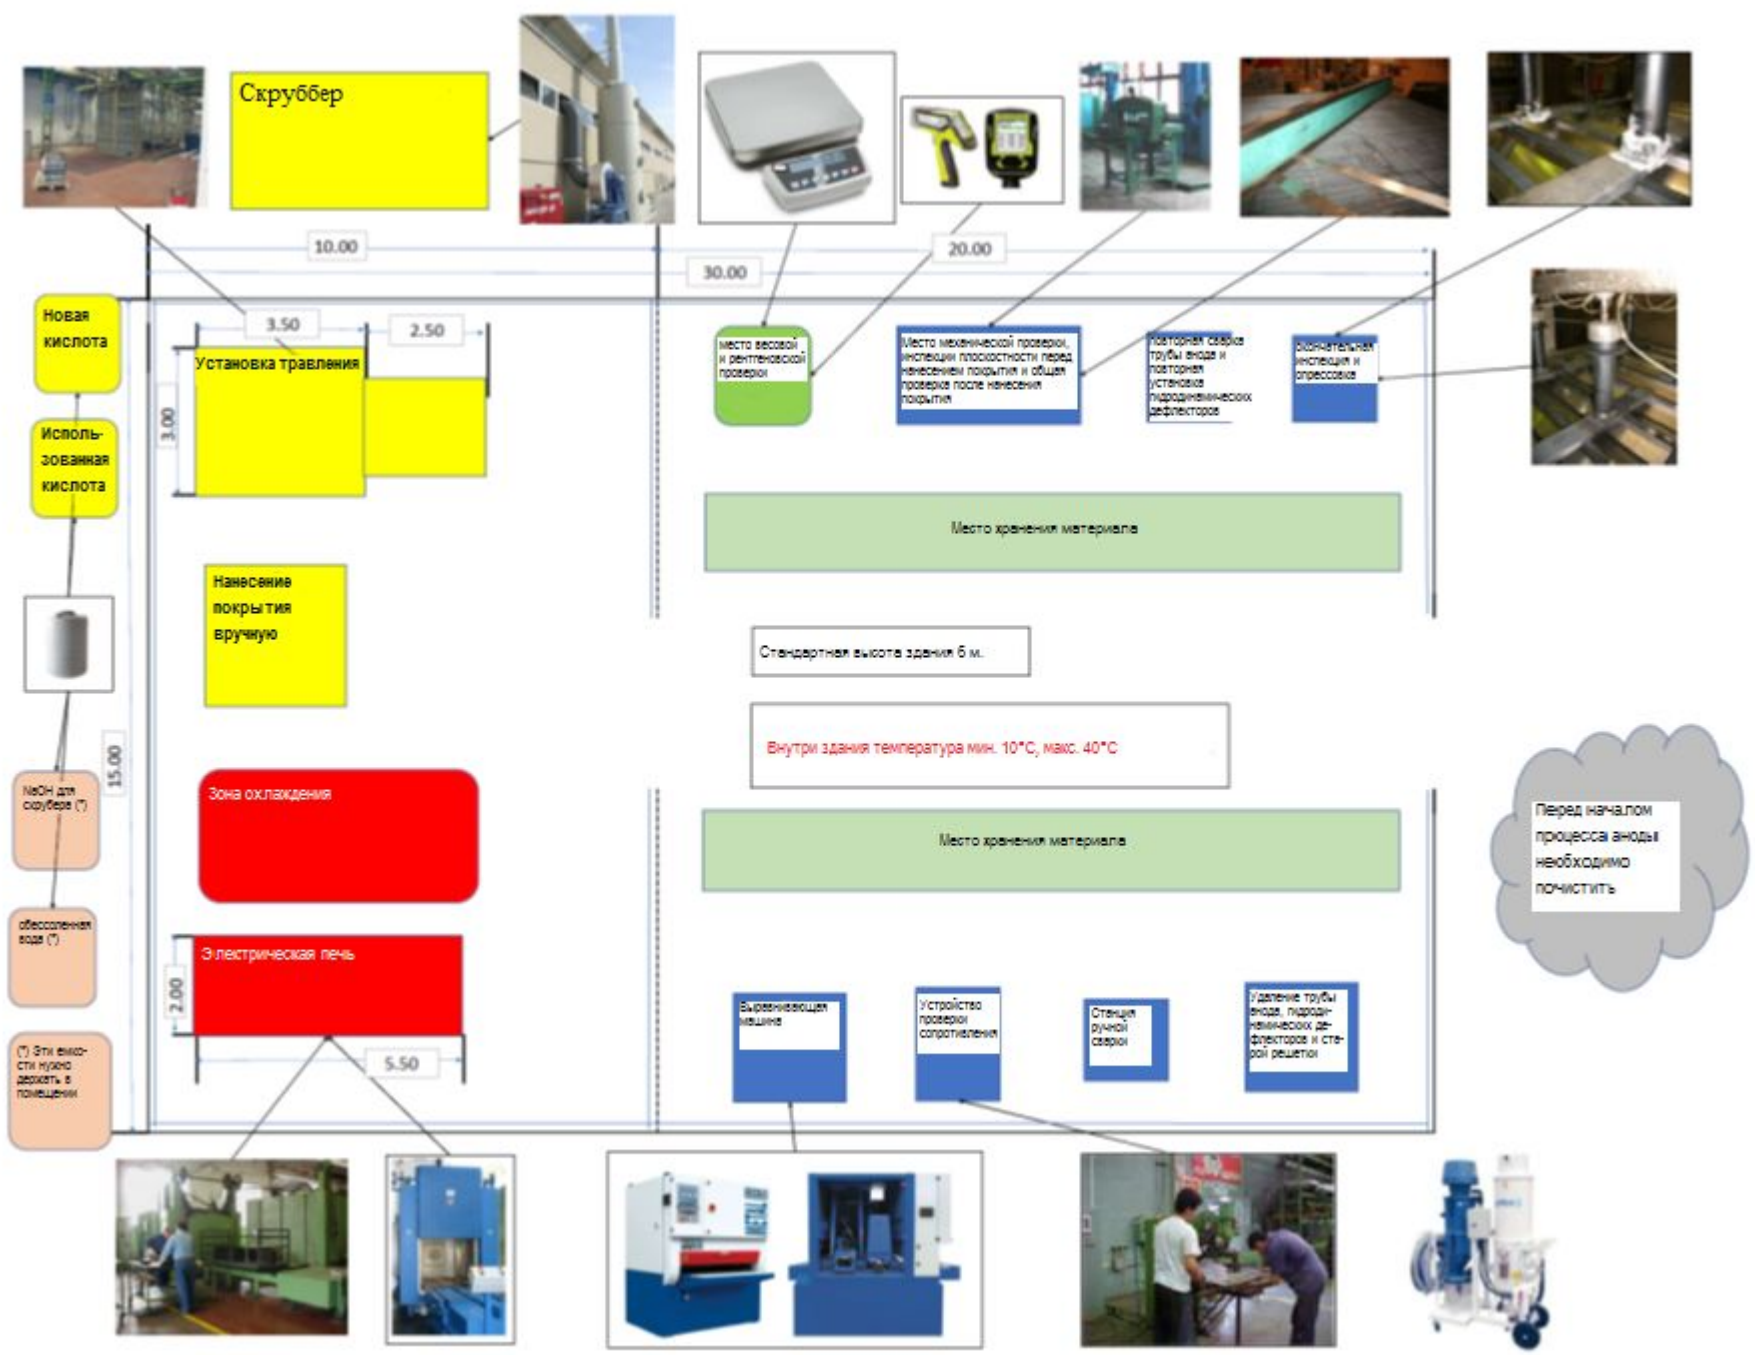 Скруббер
10.00
20.00
30.00
Новая
кислота
3.50
2.50
Установка травления
3.00
место весовой
и рентгеновской
проверки
Место механической проверки,
инспекции плоскостности перед
нанесением покрытия и общая
проверка после нанесения
покрытия
повторная сварка
трубы анода и
повторная
установка
гидродинамических
дефлекторов
окончательная
инспекция и
опрессовка
Исполь-
зованная
кислота
Место хранения материала
Нанесение
покрытия
вручную
Стандартная высота здания 6 м.
Внутри здания температура мин. 10°C, макс. 40°C
15.00
NaOH для
скрубера (*)
Зона охлаждения
Место хранения материала
Перед началом
процесса аноды
необходимо
почистить
обессоленная
вода (*)
Электрическая печь
2.00
5.50
Выравнивающая
машина
Устройство
проверки
сопротивления
Станция
ручной
сварки
Удаление трубы
анода, гидроди-
намических де-
флекторов и ста-
рой решетки
(*) Эти емко-
сти нужно
держать в
помещении